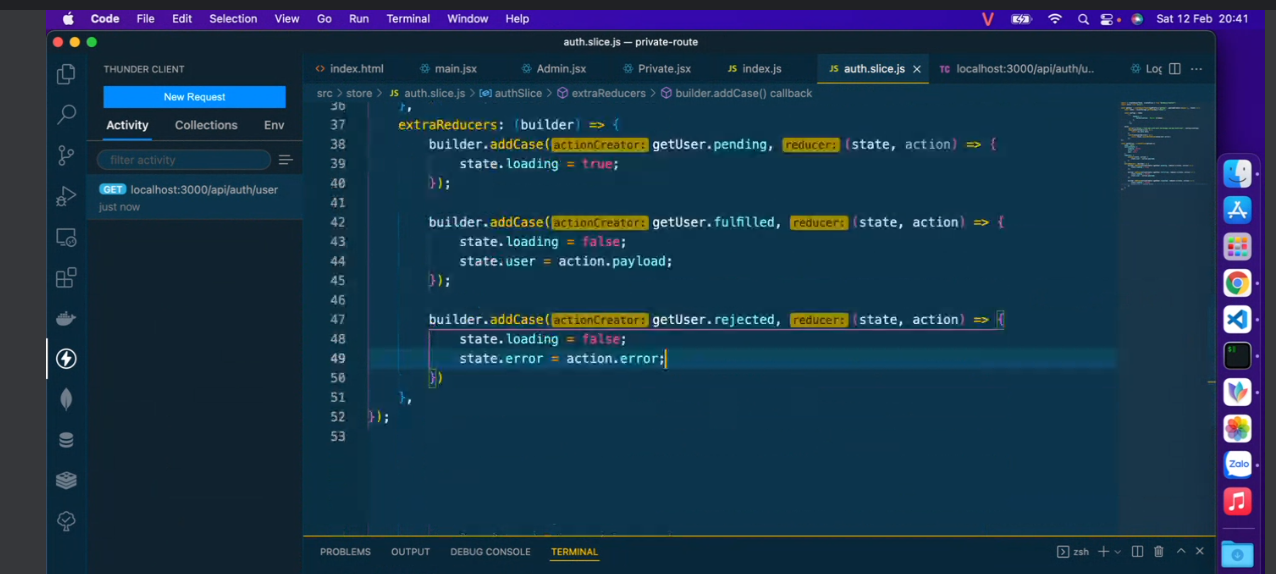 Code File Edit Selection View Go Run Terminal Window Help V Sat 12 Feb 20:41
auth.slice.js — private-route
THUNDER CLIENT
New Request
Activity Collections Env
filter activity
GET localhost:3000/api/auth/user
just now
index.html main.jsx Admin.jsx Private.jsx JS index.js JS auth.slice.js TC localhost:3000/api/auth/u...
src > store > JS auth.slice.js > authSlice > extraReducers > builder.addCase() callback
36 },
37 extraReducers: (builder) => {
38 builder.addCase(actionCreator: getUser.pending, reducer: (state, action) => {
39 state.loading = true;
40 });
41
42 builder.addCase(actionCreator: getUser.fulfilled, reducer: (state, action) => {
43 state.loading = false;
44 state.user = action.payload;
45 });
46
47 builder.addCase(actionCreator: getUser.rejected, reducer: (state, action) => {
48 state.loading = false;
49 state.error = action.error;
50 })
51 },
52 });
53
PROBLEMS OUTPUT DEBUG CONSOLE TERMINAL zsh
Zalo